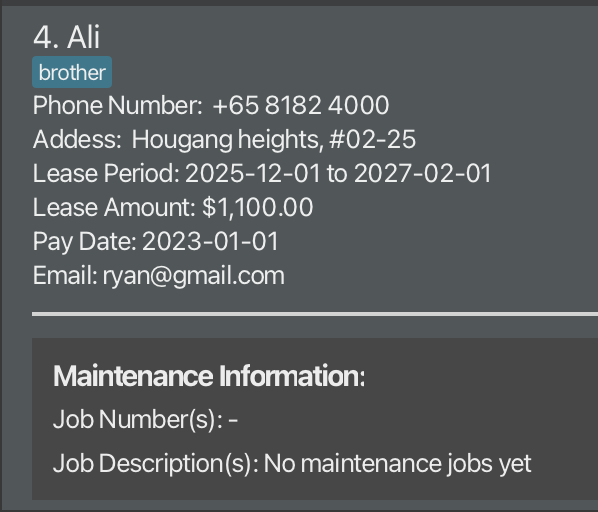 4. Ali
brother
Phone Number: +65 8182 4000
Addess: Hougang heights, #02-25
Lease Period: 2025-12-01 to 2027-02-01
Lease Amount: $1,100.00
Pay Date: 2023-01-01
Email: ryan@gmail.com
Maintenance Information:
Job Number(s): -
Job Description(s): No maintenance jobs yet